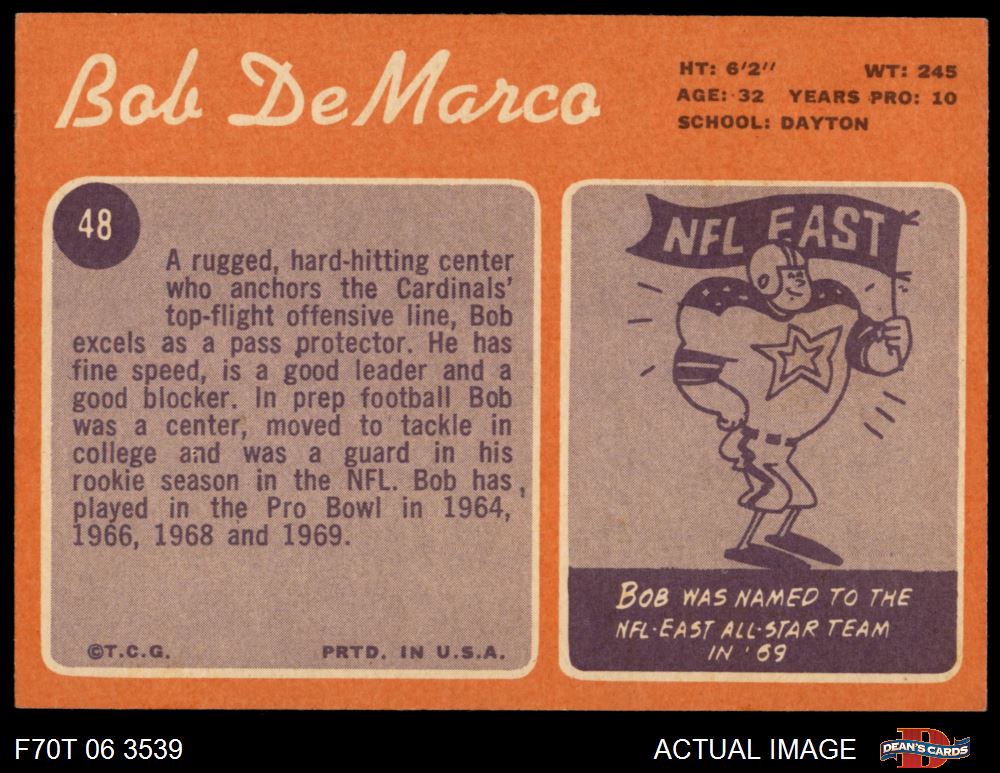 Bob DeMarco
HT: 6'2" WT: 245
AGE: 32 YEARS PRO: 10
SCHOOL: DAYTON
48
A rugged, hard-hitting center
who anchors the Cardinals'
top-flight offensive line, Bob
excels as a pass protector. He has
fine speed, is a good leader and a
good blocker. In prep football Bob
was a center, moved to tackle in
college and was a guard in his
rookie season in the NFL. Bob has
played in the Pro Bowl in 1964,
1966, 1968 and 1969.
©T.C.G. PRTD. IN U.S.A.
NFL EAST
BOB WAS NAMED TO THE
NFL-EAST ALL-STAR TEAM
IN '69
F70T 06 3539
ACTUAL IMAGE
D
DEAN'S CARDS